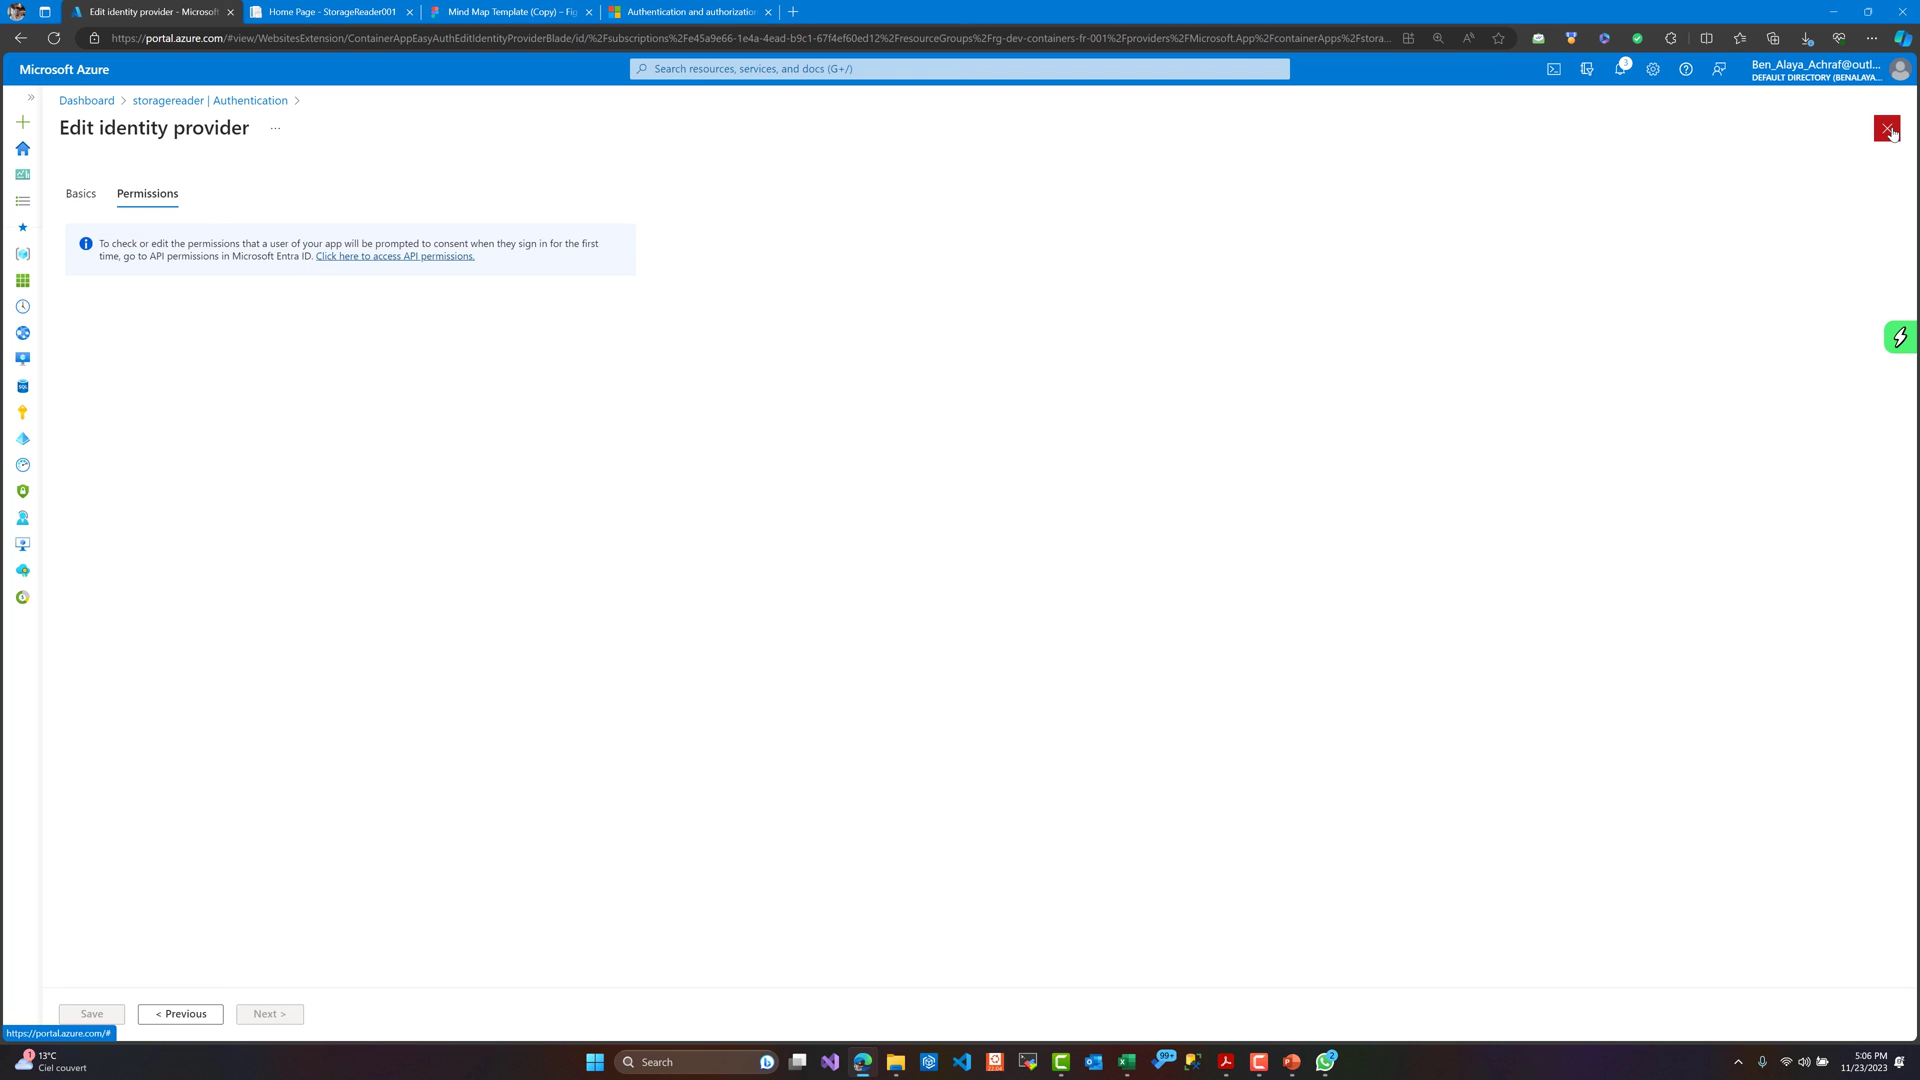 Edit identity provider - Microsoft
Home Page - StorageReader001
Mind Map Template (Copy) – Fig
Authentication and authorization
https://portal.azure.com/#view/WebsitesExtension/ContainerAppEasyAuthEditIdentityProviderBlade/id/%2Fsubscriptions%2Fe45a9e66-1e4a-4ead-b9c1-67f4ef60ed12%2FresourceGroups%2Frg-dev-containers-fr-001%2Fproviders%2FMicrosoft.App%2FcontainerApps%2Fstora...
Microsoft Azure
Search resources, services, and docs (G+/)
3
Ben_Alaya_Achraf@outl...
DEFAULT DIRECTORY (BENALAYA...
Dashboard > storagereader | Authentication >
Edit identity provider ...
Basics
Permissions
To check or edit the permissions that a user of your app will be prompted to consent when they sign in for the first
time, go to API permissions in Microsoft Entra ID. Click here to access API permissions.
Save
< Previous
Next >
https://portal.azure.com/#
1
13°C
Ciel couvert
Search
99+
2
5:06 PM
11/23/2023